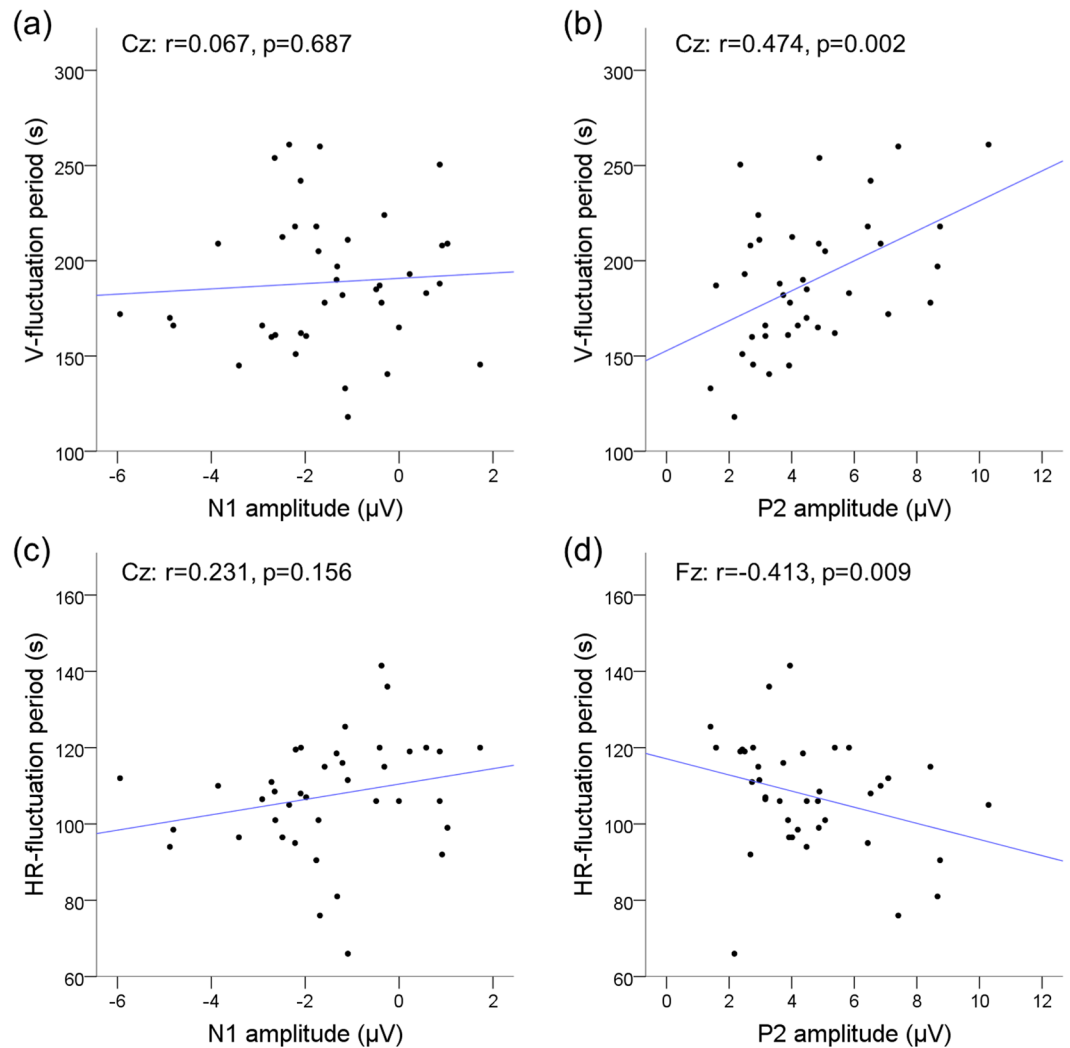 (a)
Cz: r=0.067, p=0.687
V-fluctuation period (s)
300
250
200
150
100
-6 -4 -2 0 2
N1 amplitude (μV)
(b)
Cz: r=0.474, p=0.002
V-fluctuation period (s)
300
250
200
150
100
0 2 4 6 8 10 12
P2 amplitude (μV)
(c)
Cz: r=0.231, p=0.156
HR-fluctuation period (s)
160
140
120
100
80
60
-6 -4 -2 0 2
N1 amplitude (μV)
(d)
Fz: r=-0.413, p=0.009
HR-fluctuation period (s)
160
140
120
100
80
60
0 2 4 6 8 10 12
P2 amplitude (μV)